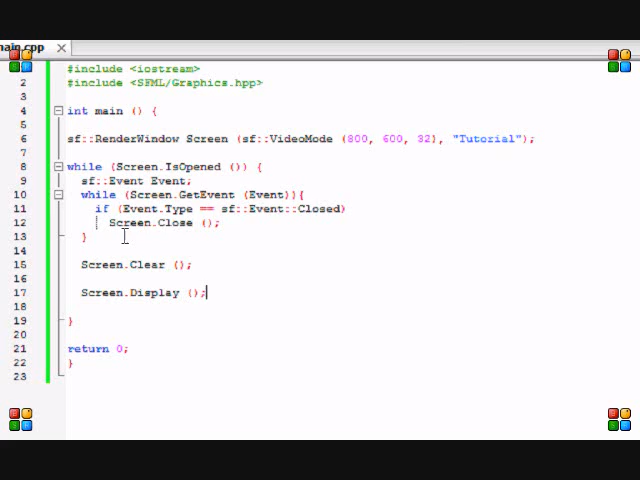 main.cpp
#include <iostream>
2 #include <SFML/Graphics.hpp>
3
4 int main () {
5
6 sf::RenderWindow Screen (sf::VideoMode (800, 600, 32), "Tutorial");
7
8 while (Screen.IsOpened ()) {
9 sf::Event Event;
10 while (Screen.GetEvent (Event)){
11 if (Event.Type == sf::Event::Closed)
12 Screen.Close ();
13 }
14
15 Screen.Clear ();
16
17 Screen.Display ();
18
19 }
20
21 return 0;
22 }
23